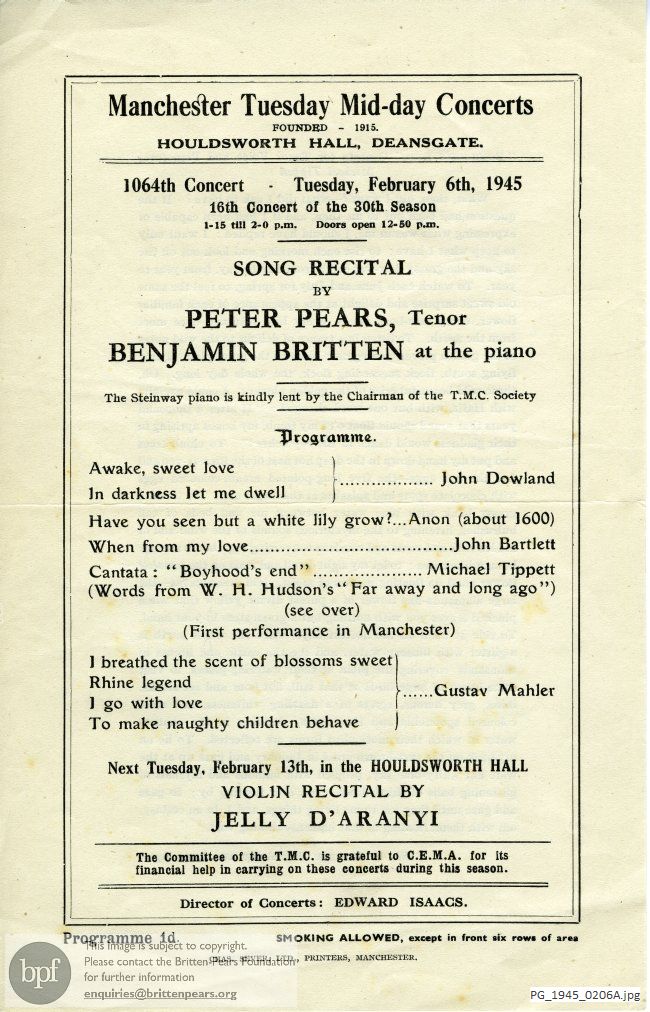 Manchester Tuesday Mid-day Concerts
FOUNDED - 1915.
HOULDSWORTH HALL, DEANSGATE.
1064th Concert - Tuesday, February 6th, 1945
16th Concert of the 30th Season
1-15 till 2-0 p.m. Doors open 12-50 p.m.
SONG RECITAL
BY
PETER PEARS, Tenor
BENJAMIN BRITTEN at the piano
The Steinway piano is kindly lent by the Chairman of the T.M.C. Society
Programme.
Awake, sweet love
In darkness let me dwell
John Dowland
Have you seen but a white lily grow?...Anon (about 1600)
When from my love........................................John Bartlett
Cantata: "Boyhood's end"..................... Michael Tippett
(Words from W. H. Hudson's "Far away and long ago")
(see over)
(First performance in Manchester)
I breathed the scent of blossoms sweet
Rhine legend
I go with love
To make naughty children behave
......Gustav Mahler
Next Tuesday, February 13th, in the HOULDSWORTH HALL
VIOLIN RECITAL BY
JELLY D'ARANYI
The Committee of the T.M.C. is grateful to C.E.M.A. for its
financial help in carrying on these concerts during this season.
Director of Concerts: EDWARD ISAACS.
Programme 1d.
SMOKING ALLOWED, except in front six rows of area
PRINTERS, MANCHESTER.
bpf
This image is subject to copyright.
Please contact the Britten-Pears Foundation
for further information
enquiries@brittenpears.org
PG_1945_0206A.jpg